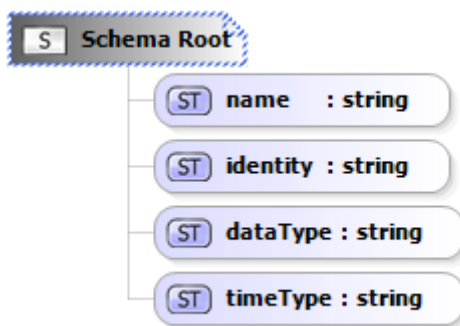 S Schema Root
ST name : string
ST identity : string
ST dataType : string
ST timeType : string